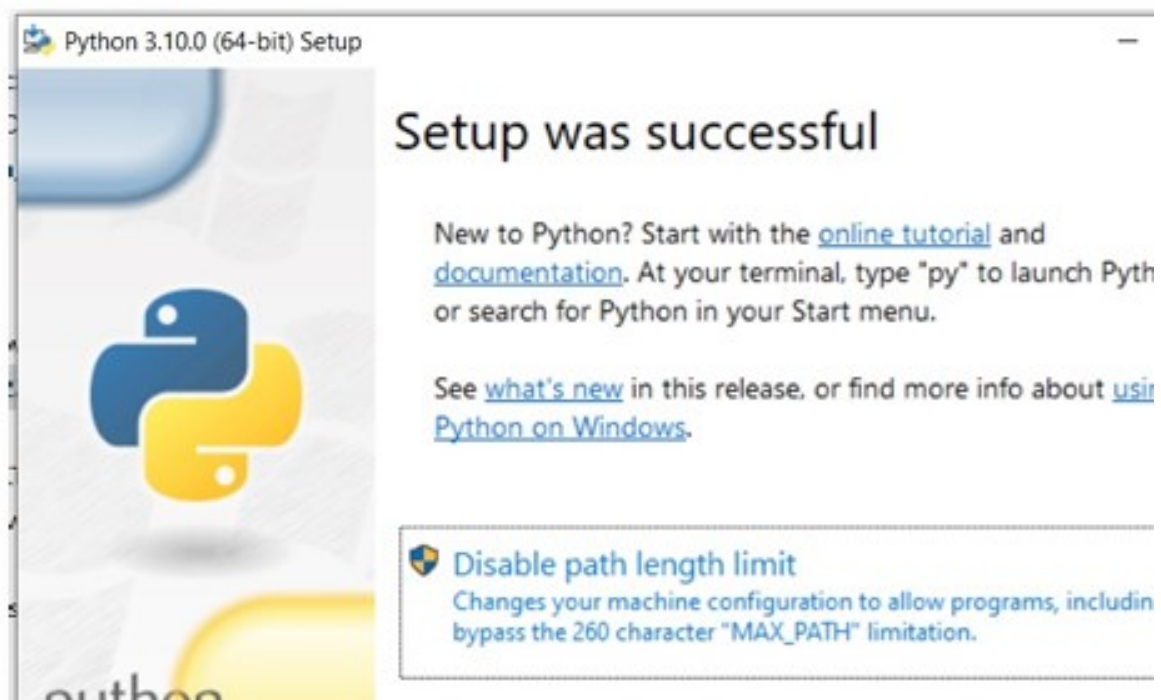 Python 3.10.0 (64-bit) Setup
Setup was successful
New to Python? Start with the online tutorial and
documentation. At your terminal, type "py" to launch Pyth
or search for Python in your Start menu.
See what's new in this release, or find more info about usin
Python on Windows.
Disable path length limit
Changes your machine configuration to allow programs, includin
bypass the 260 character "MAX_PATH" limitation.
python